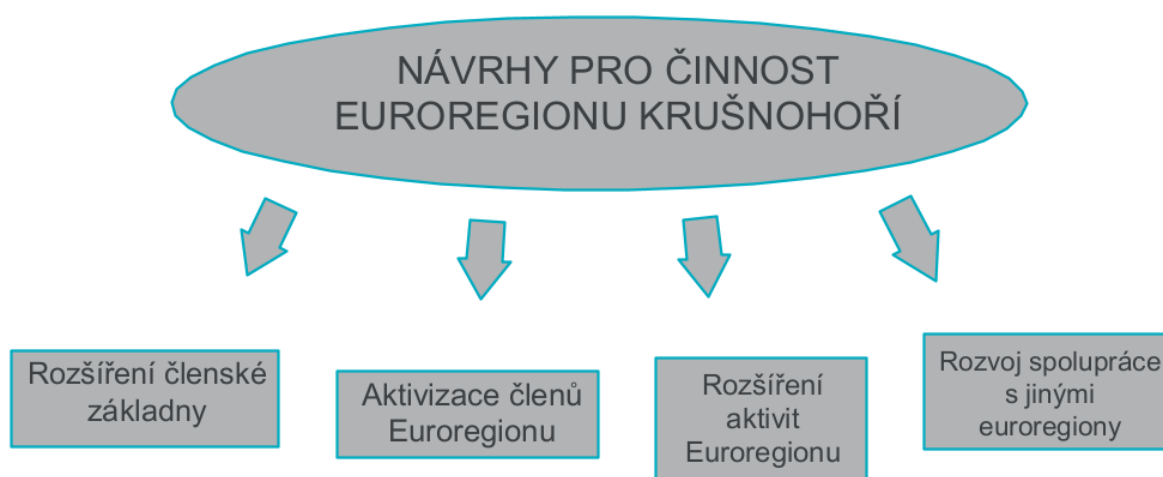 NÁVRHY PRO ČINNOST
EUROREGIONU KRUŠNOHOŘÍ
Rozšíření členské
základny
Aktivizace členů
Euroregionu
Rozšíření
aktivit
Euroregionu
Rozvoj spolupráce
s jinými
euroregiony